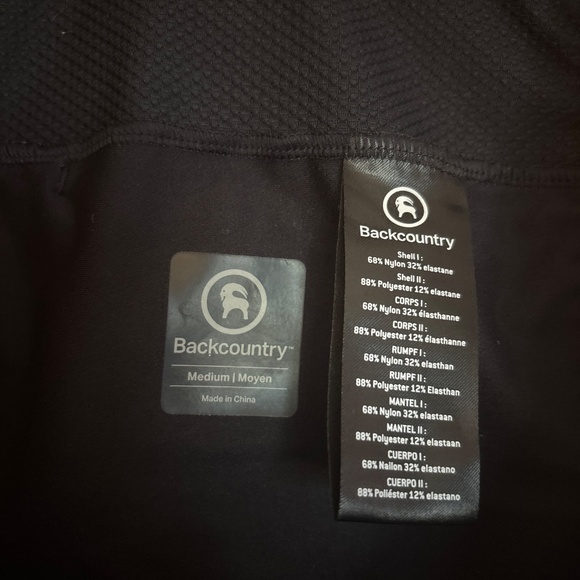 Backcountry™
Medium | Moyen
Made in China
Backcountry
Shell I :
68% Nylon 32% elastane
Shell II :
88% Polyester 12% elastane
CORPS I :
68% Nylon 32% élasthanne
CORPS II :
88% Polyester 12% élasthanne
RUMPF I :
68% Nylon 32% elasthan
RUMPF II :
88% Polyester 12% Elasthan
MANTEL I :
68% Nylon 32% elastaan
MANTEL II :
88% Polyester 12% elastaan
CUERPO I :
68% Nailon 32% elastano
CUERPO II :
88% Poliéster 12% elastano